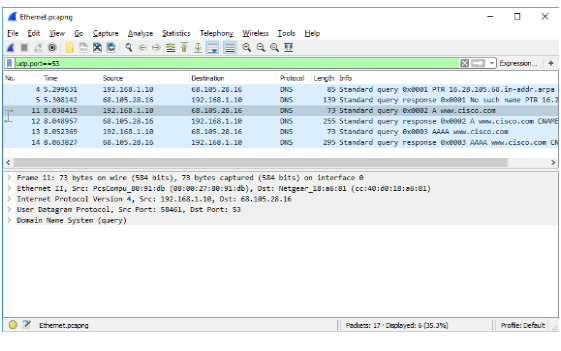 Ethernet.pcapng
File Edit View Go Capture Analyze Statistics Telephony Wireless Tools Help
udp.port==53
Expression... +
No. Time Source Destination Protocol Length Info
4 5.299631 192.168.1.10 68.105.28.16 DNS 85 Standard query 0x0001 PTR 16.28.105.68.in-addr.arpa
5 5.308142 68.105.28.16 192.168.1.10 DNS 139 Standard query response 0x0001 No such name PTR 16.2
11 8.038415 192.168.1.10 68.105.28.16 DNS 73 Standard query 0x0002 A www.cisco.com
12 8.048957 68.105.28.16 192.168.1.10 DNS 255 Standard query response 0x0002 A www.cisco.com CNAME
13 8.052369 192.168.1.10 68.105.28.16 DNS 73 Standard query 0x0003 AAAA www.cisco.com
14 8.063827 68.105.28.16 192.168.1.10 DNS 295 Standard query response 0x0003 AAAA www.cisco.com CN
> Frame 11: 73 bytes on wire (584 bits), 73 bytes captured (584 bits) on interface 0
> Ethernet II, Src: PcsCompu_80:91:db (08:00:27:80:91:db), Dst: Netgear_18:a6:81 (cc:40:d0:18:a6:81)
> Internet Protocol Version 4, Src: 192.168.1.10, Dst: 68.105.28.16
> User Datagram Protocol, Src Port: 58461, Dst Port: 53
> Domain Name System (query)
Ethernet.pcapng
Packets: 17 · Displayed: 6 (35.3%)
Profile: Default